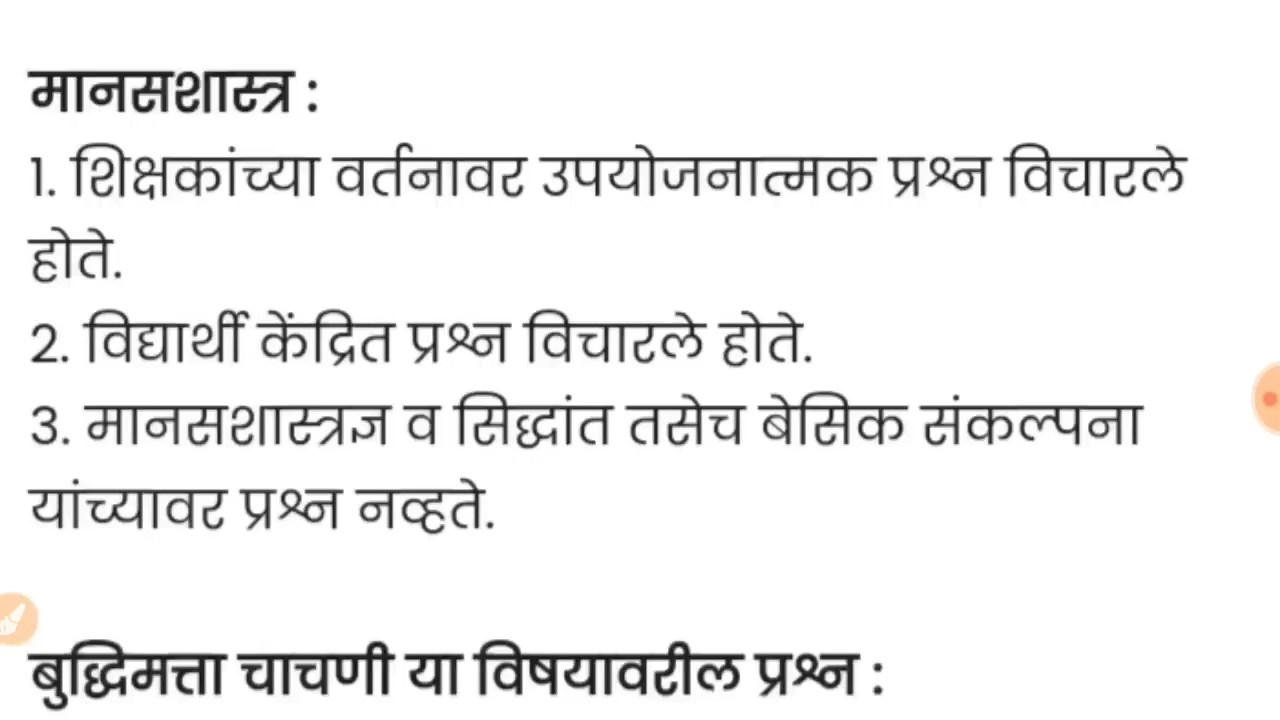 मानसशास्त्र :
1. शिक्षकांच्या वर्तनावर उपयोजनात्मक प्रश्न विचारले
होते.
2. विद्यार्थी केंद्रित प्रश्न विचारले होते.
3. मानसशास्त्रज्ञ व सिद्धांत तसेच बेसिक संकल्पना
यांच्यावर प्रश्न नव्हते.
बुद्धिमत्ता चाचणी या विषयावरील प्रश्न :